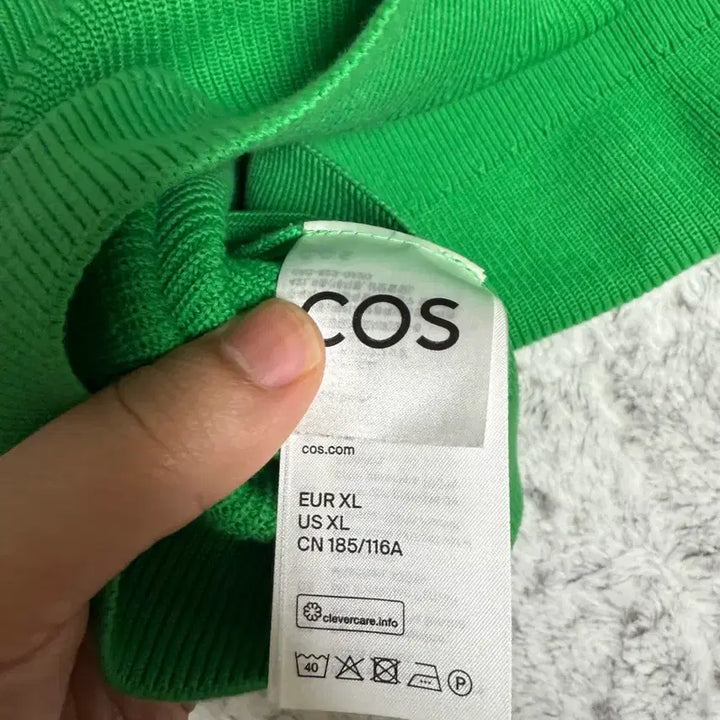 COS
cos.com
EUR XL
US XL
CN 185/116A
clevercare.info
40
P